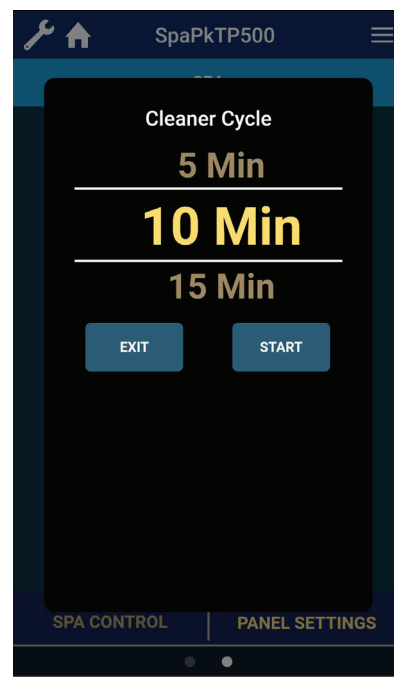 SpaPkTP500
Cleaner Cycle
5 Min
10 Min
15 Min
EXIT START
SPA CONTROL PANEL SETTINGS